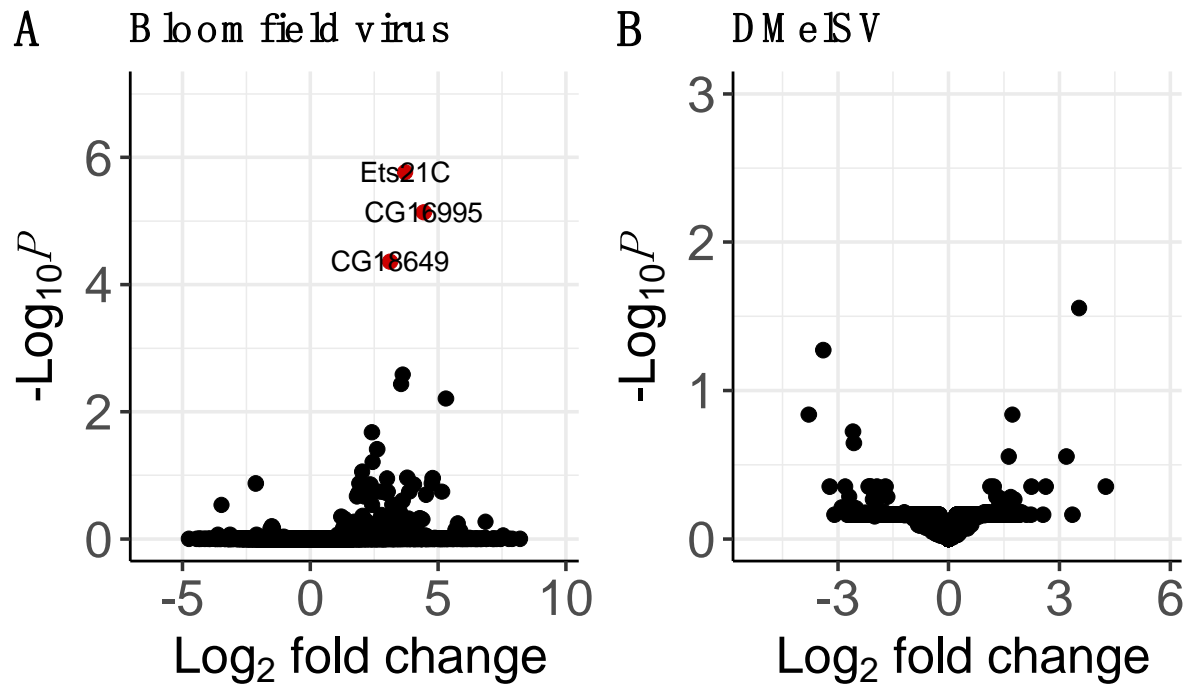 A Bloomfield virus
6
4
2
0
-Log10P
Ets21C
CG16995
CG18649
-5 0 5 10
Log2 fold change
B DMelSV
3
2
1
0
-Log10P
-3 0 3 6
Log2 fold change